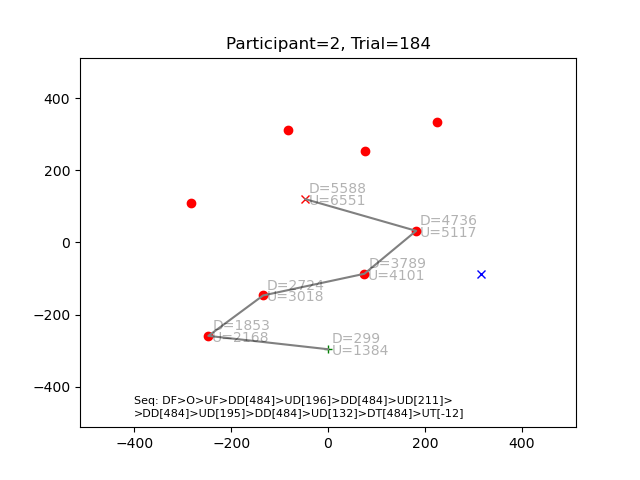 Participant=2, Trial=184
400
200
0
−200
−400
D=5588
U=6551
D=4736
U=5117
D=3789
U=4101
D=2724
U=3018
D=1853
U=2168
D=299
U=1384
Seq: DF>O>UF>DD[484]>UD[196]>DD[484]>UD[211]>
>DD[484]>UD[195]>DD[484]>UD[132]>DT[484]>UT[-12]
−400 −200 0 200 400